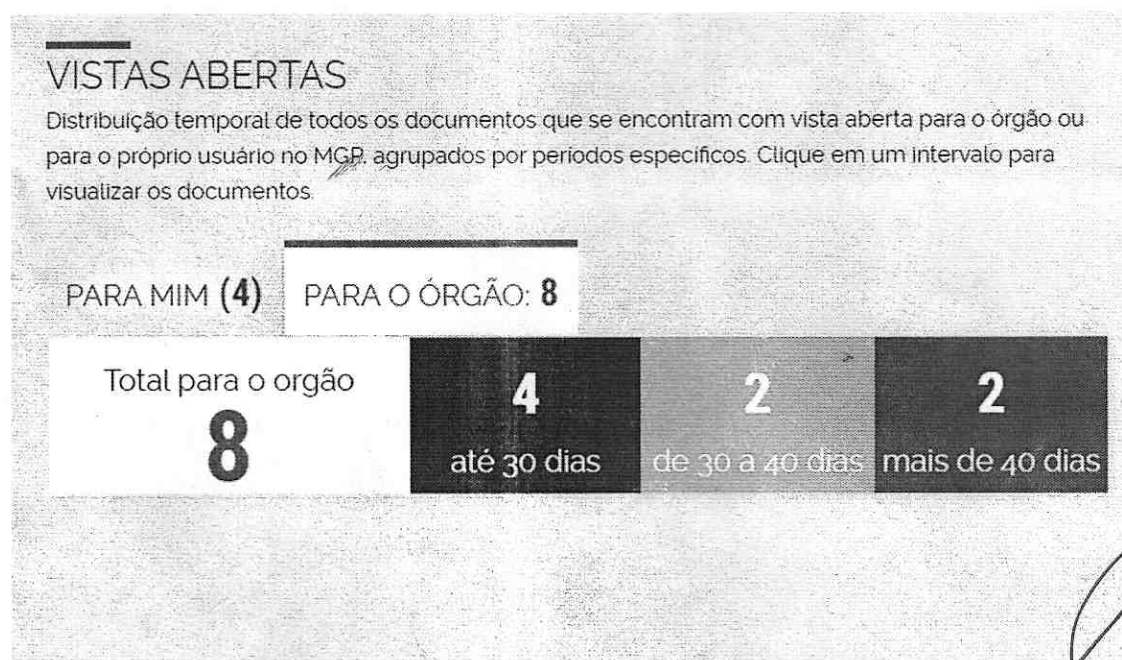 VISTAS ABERTAS
Distribuição temporal de todos os documentos que se encontram com vista aberta para o órgão ou
para o próprio usuário no MGP, agrupados por períodos específicos. Clique em um intervalo para
visualizar os documentos.
PARA MIM (4) PARA O ÓRGÃO: 8
Total para o orgão
8
4
até 30 dias
2
de 30 a 40 dias
2
mais de 40 dias